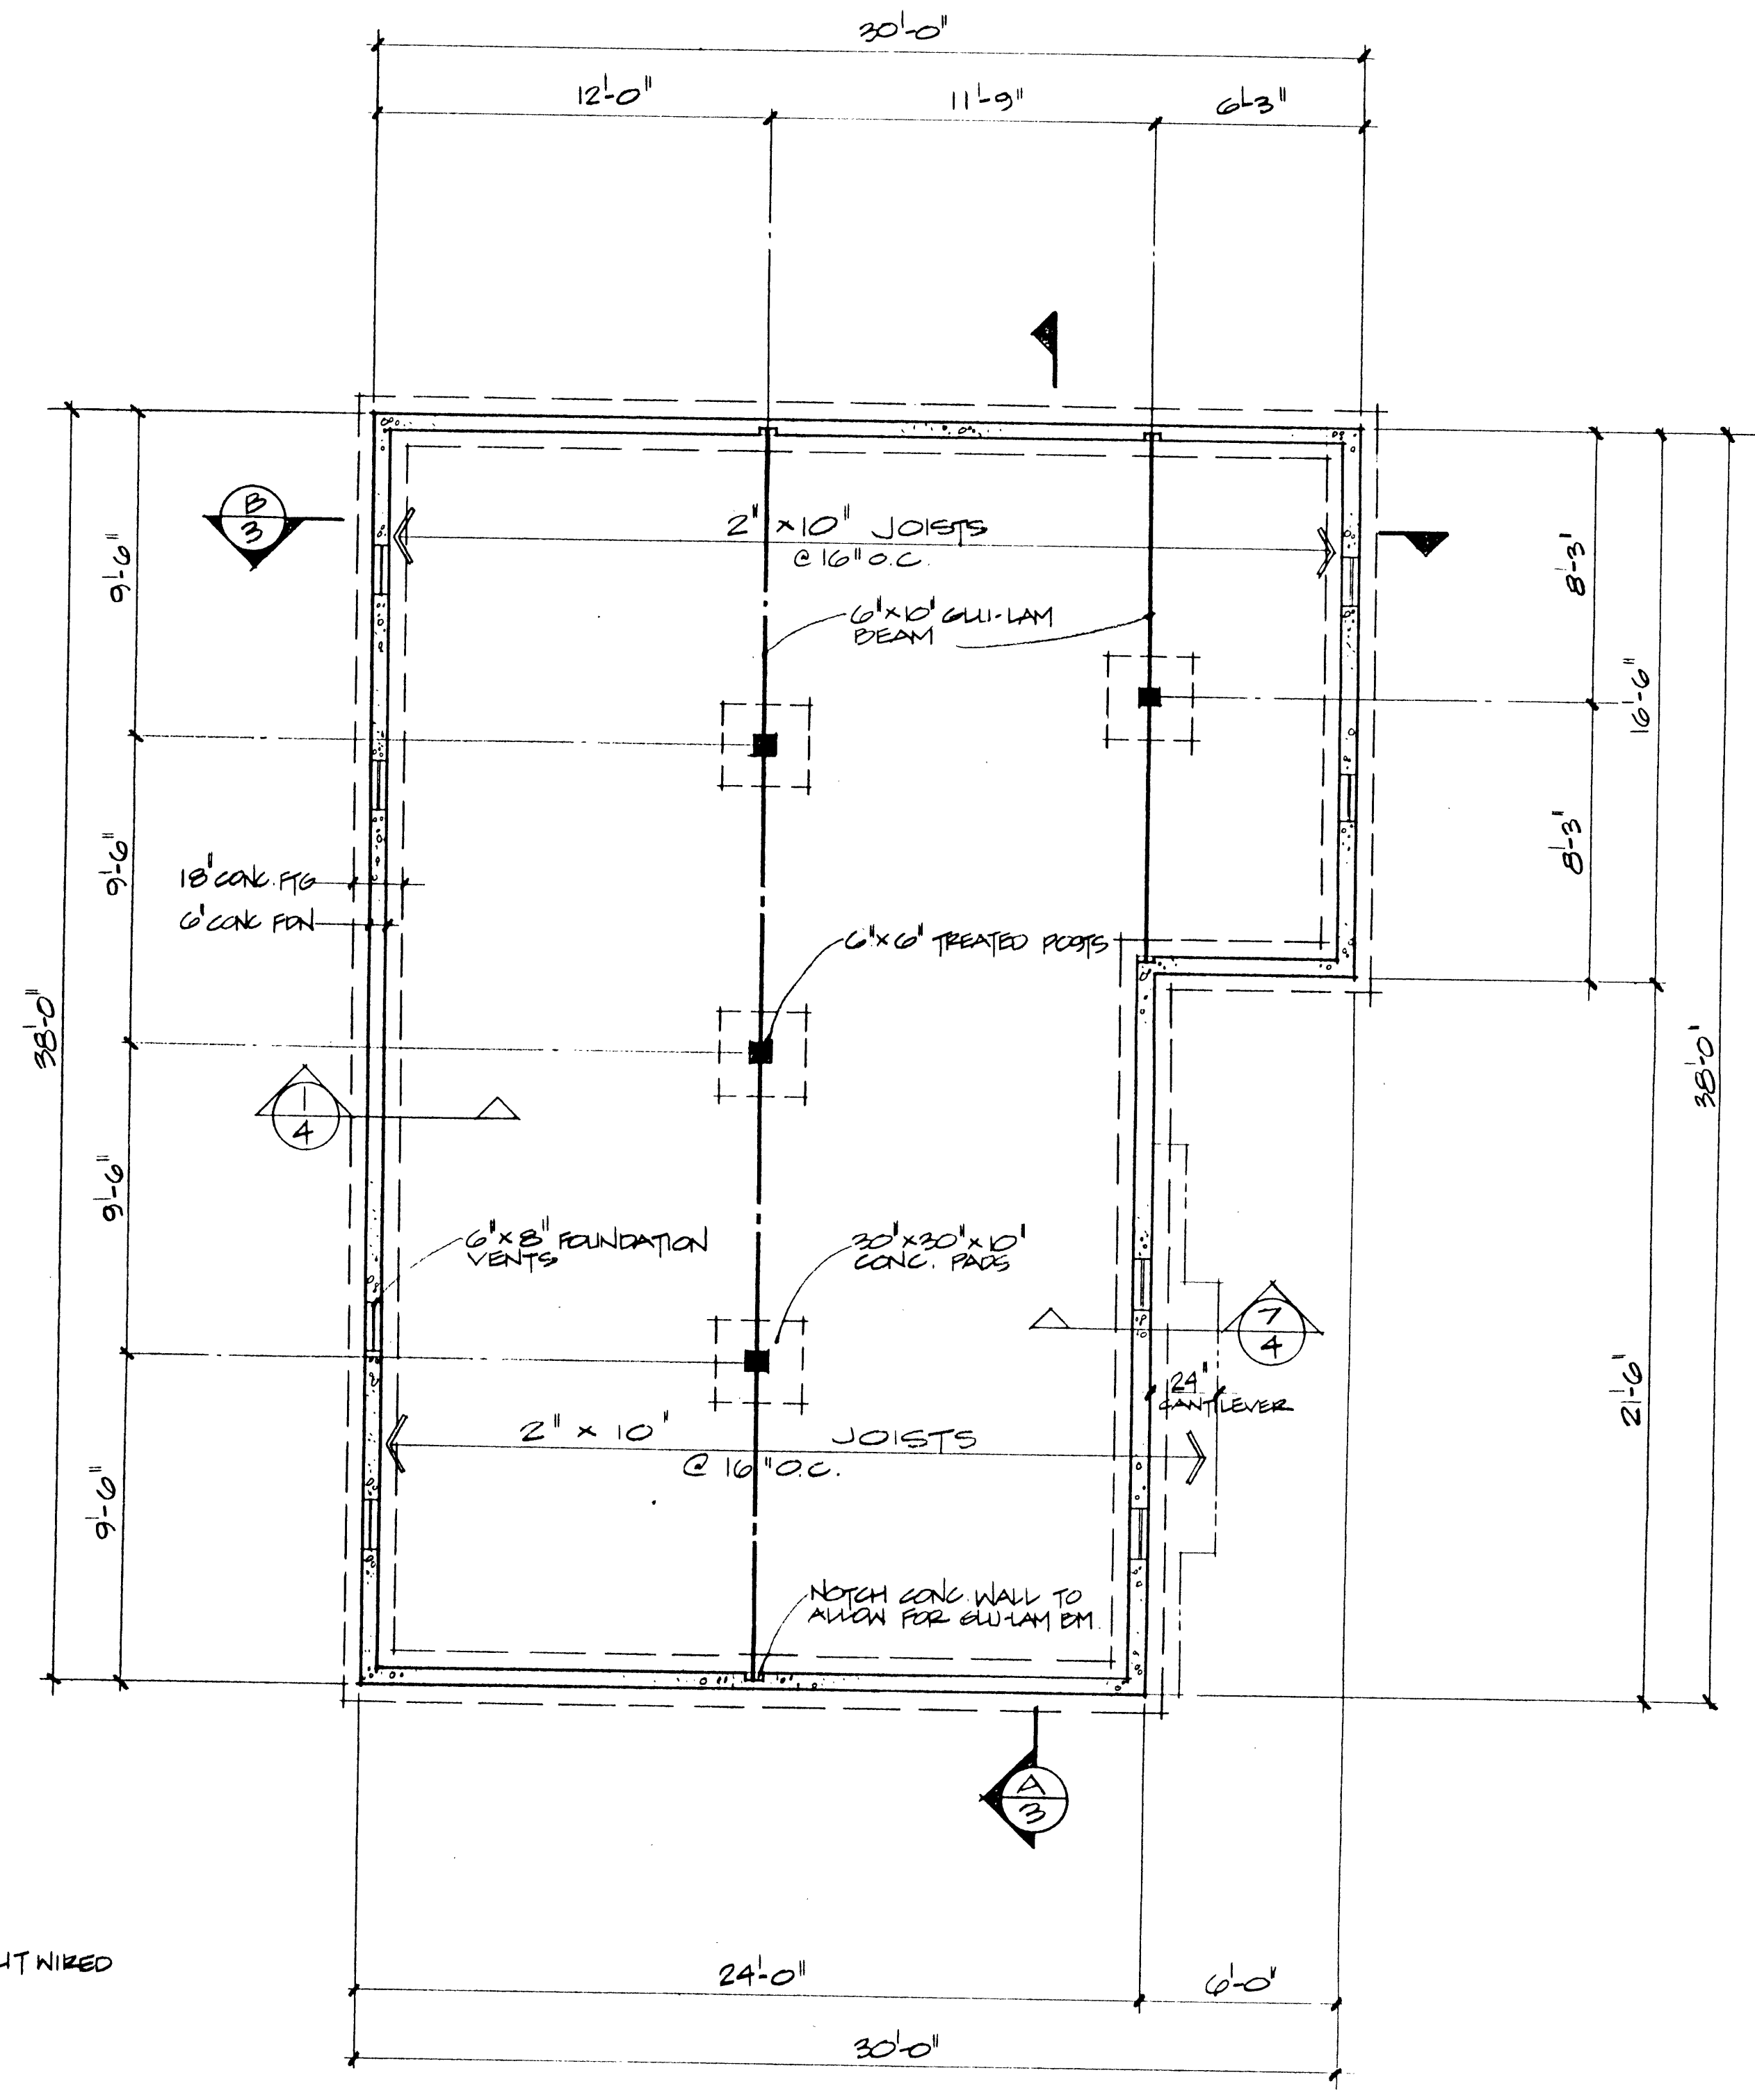 30'-0"
12'-0"
11'-9"
6'-3"
B
3
2" x 10" JOISTS
@ 16" O.C.
9'-6"
8'-3"
6"x10" GLU-LAM
BEAM
16'-6"
9'-6"
8'-3"
18" CONC. FTG
6" CONC FDN
6"x6" TREATED POSTS
38'-0"
38'-0"
1
4
9'-6"
6"x8" FOUNDATION
VENTS
30"x30"x10"
CONC. PADS
7
4
24"
CANTILEVER
21'-6"
2" x 10" JOISTS
@ 16" O.C.
9'-6"
NOTCH CONC. WALL TO
ALLOW FOR GLU-LAM BM.
A
3
WIRED
24'-0"
6'-0"
30'-0"